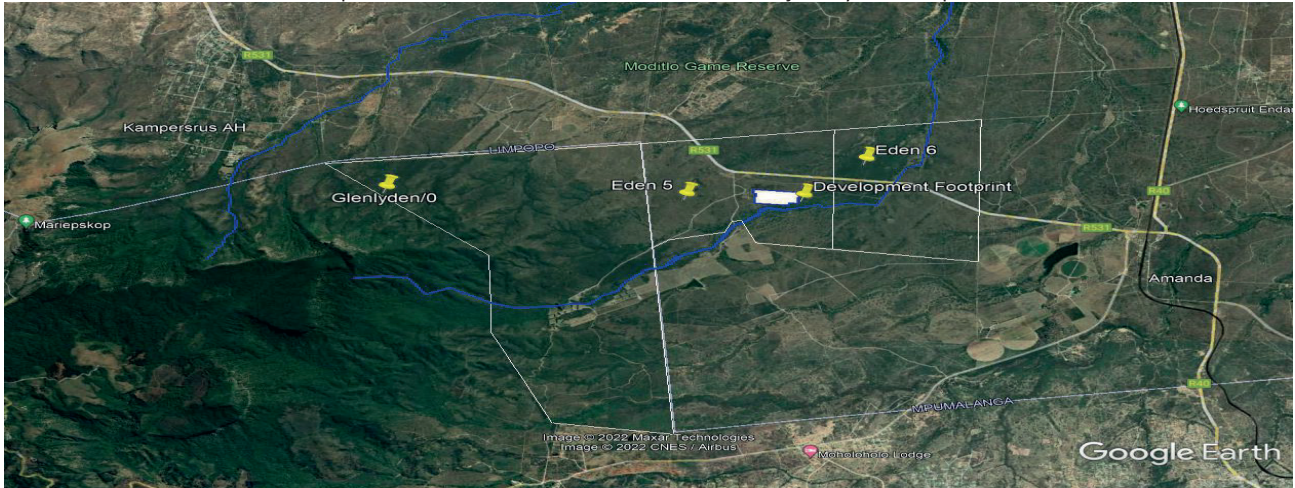 R531
Moditlo Game Reserve
Hoedspruit Endan
Kampersrus AH
LIMPOPO
R531
Eden 6
Glenlyden/0
Eden 5
Development Footprint
R40
Mariepskop
R531
Amanda
R40
MPUMALANGA
Image © 2022 Maxar Technologies
Image © 2022 CNES / Airbus
Moholoholo Lodge
Google Earth